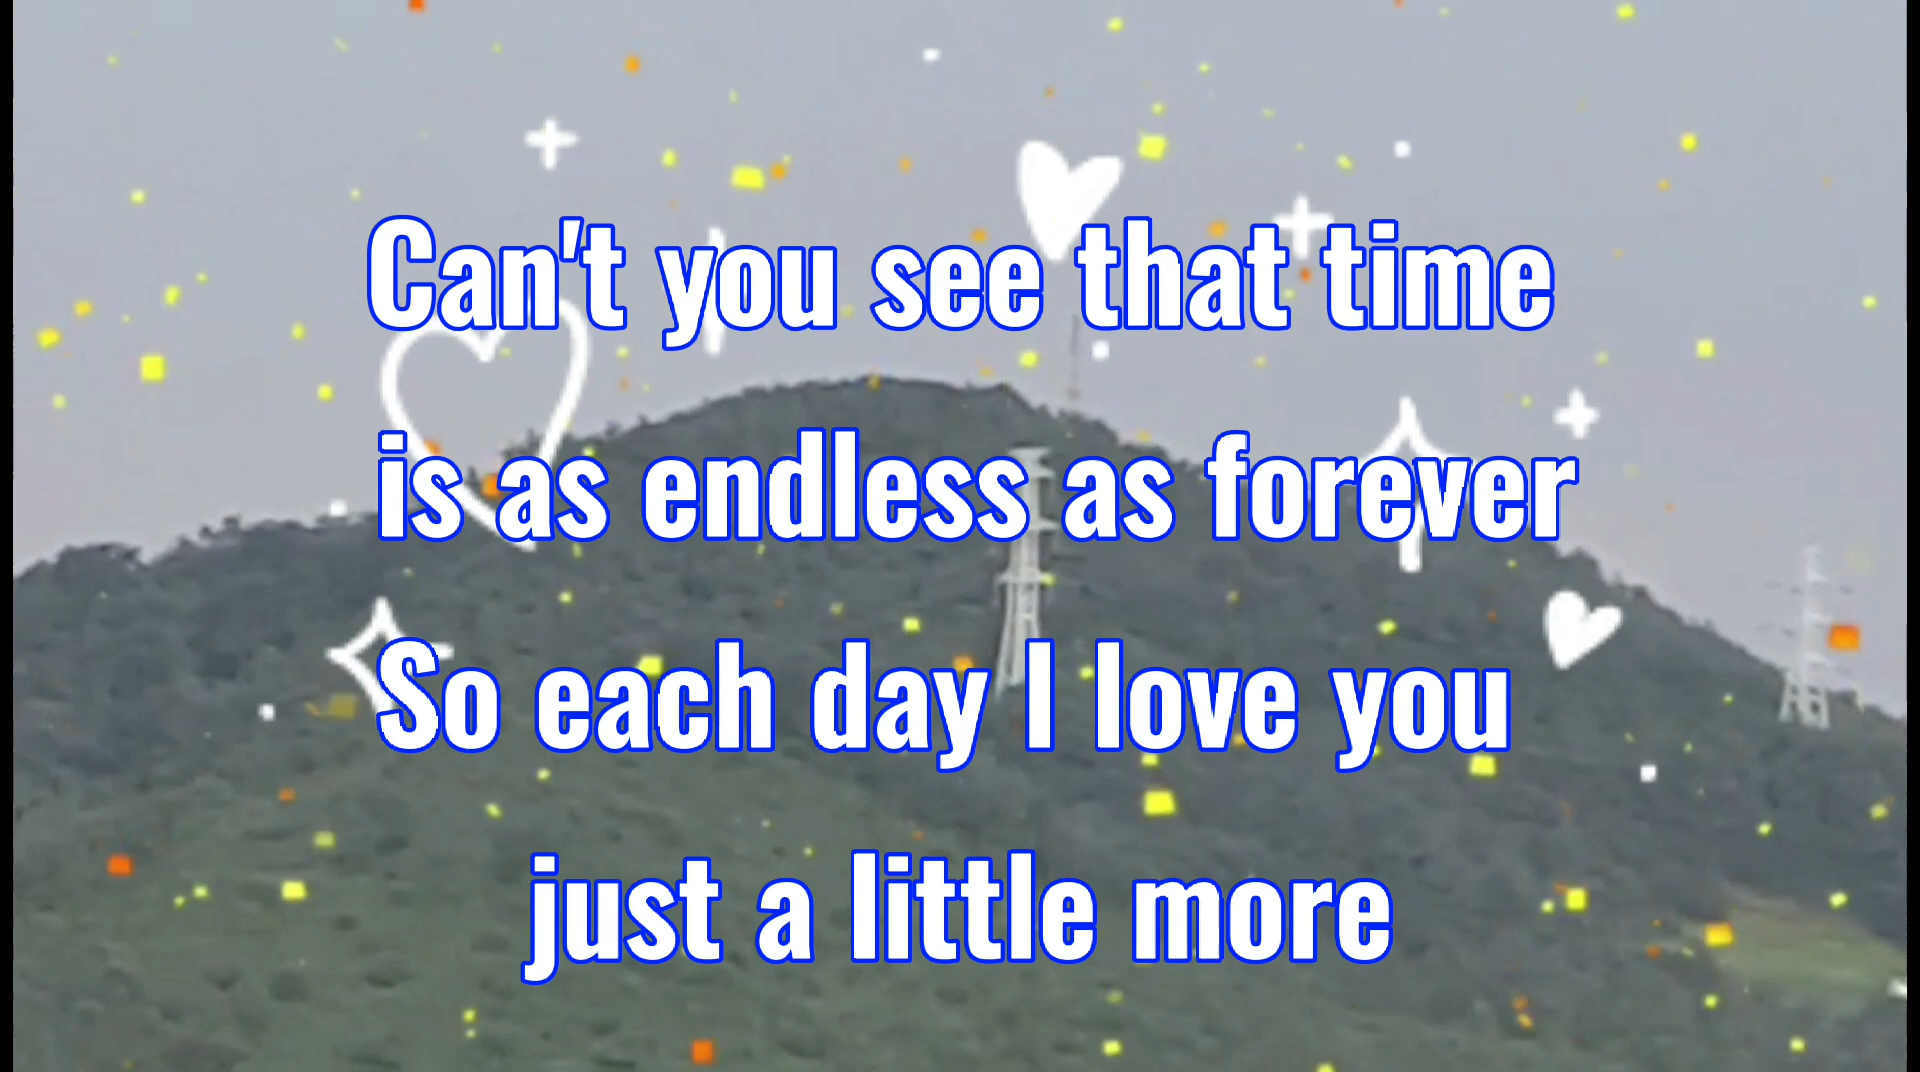 Can't you see that time
is as endless as forever
So each day I love you
just a little more